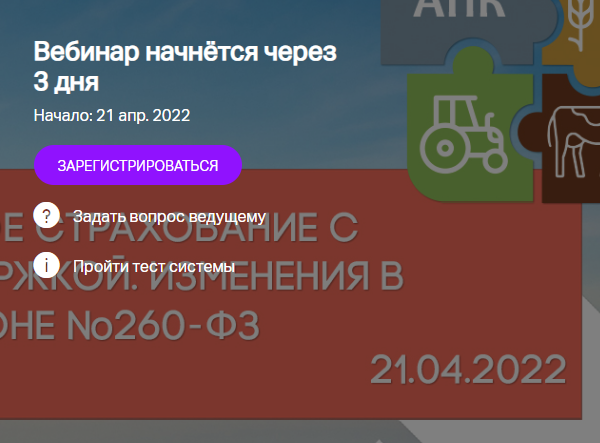 АПК
Вебинар начнётся через
3 дня
Начало: 21 апр. 2022
ЗАРЕГИСТРИРОВАТЬСЯ
? Задать вопрос ведущему
Е СТРАХОВАНИЕ С
i Пройти тест системы
РЖКОЙ. ИЗМЕНЕНИЯ В
ОНЕ №260-ФЗ
21.04.2022